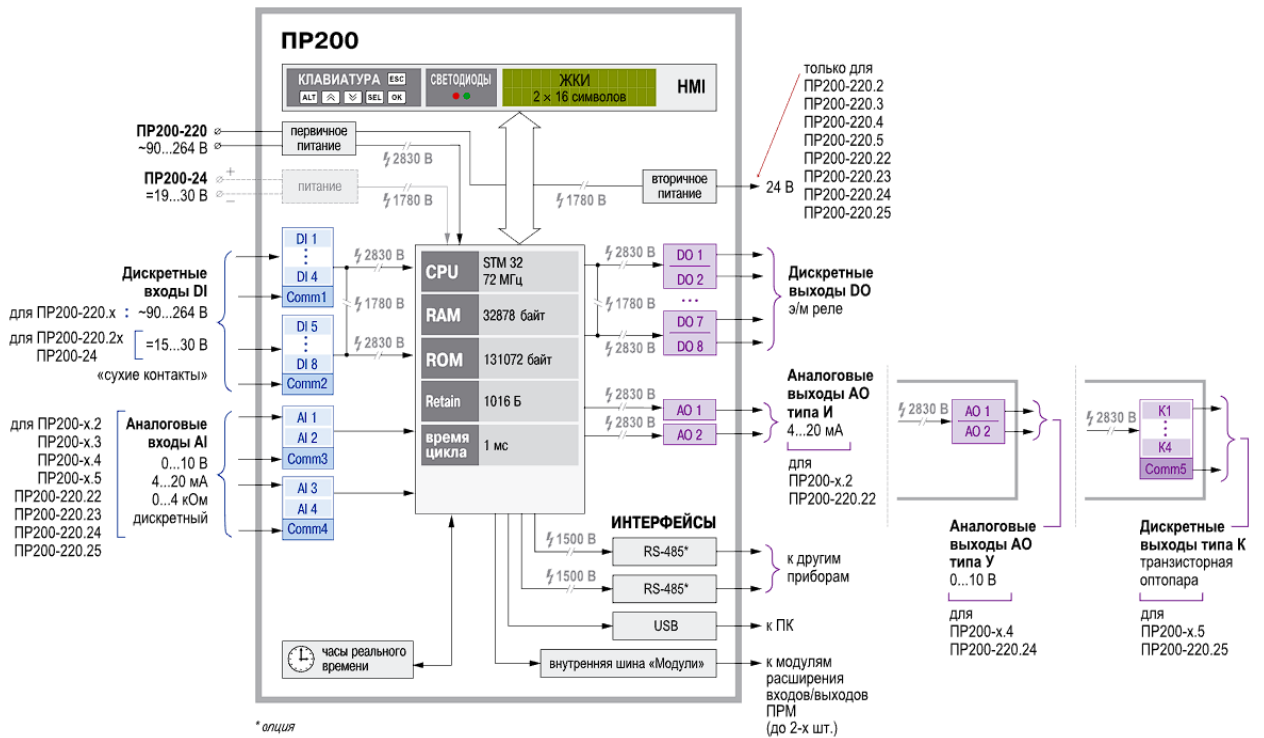 ПР200
КЛАВИАТУРА ESC
ALT SEL OK
СВЕТОДИОДЫ
ЖКИ
2 × 16 символов
HMI
ПР200-220
~90...264 В
первичное
питание
2830 В
ПР200-24
=19...30 В
+
–
питание
1780 В
1780 В
вторичное
питание
24 В
только для
ПР200-220.2
ПР200-220.3
ПР200-220.4
ПР200-220.5
ПР200-220.22
ПР200-220.23
ПР200-220.24
ПР200-220.25
Дискретные
входы DI
для ПР200-220.x : ~90...264 В
для ПР200-220.2x
ПР200-24
=15...30 В
«сухие контакты»
DI 1
DI 4
Comm1
DI 5
DI 8
Comm2
2830 В
1780 В
2830 В
для ПР200-x.2
ПР200-x.3
ПР200-x.4
ПР200-x.5
ПР200-220.22
ПР200-220.23
ПР200-220.24
ПР200-220.25
Аналоговые
входы AI
0...10 В
4...20 мА
0...4 кОм
дискретный
AI 1
AI 2
Comm3
AI 3
AI 4
Comm4
CPU
STM 32
72 МГц
RAM
32878 байт
ROM
131072 байт
Retain
1016 Б
время
цикла
1 мс
2830 В
1780 В
2830 В
DO 1
DO 2
...
DO 7
DO 8
Дискретные
выходы DO
э/м реле
2830 В
2830 В
AO 1
AO 2
Аналоговые
выходы АО
типа И
4...20 мА
для
ПР200-x.2
ПР200-220.22
2830 В
AO 1
AO 2
Аналоговые
выходы АО
типа У
0...10 В
для
ПР200-x.4
ПР200-220.24
2830 В
К1
К4
Comm5
Дискретные
выходы типа К
транзисторная
оптопара
для
ПР200-x.5
ПР200-220.25
ИНТЕРФЕЙСЫ
1500 В
RS-485*
1500 В
RS-485*
к другим
приборам
USB
к ПК
внутренняя шина «Модули»
к модулям
расширения
входов/выходов
ПРМ
(до 2-х шт.)
часы реального
времени
* опция